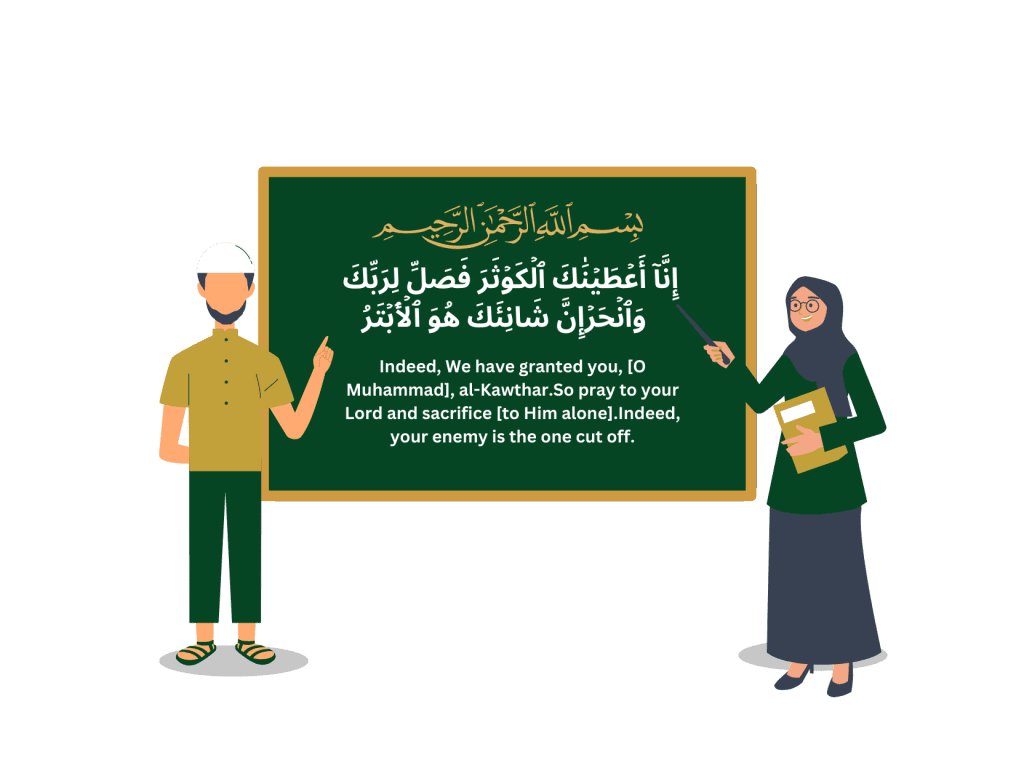 بِسْمِ ٱللَّهِ ٱلرَّحْمَٰنِ ٱلرَّحِيمِ
إِنَّآ أَعْطَيْنَٰكَ ٱلْكَوْثَرَ فَصَلِّ لِرَبِّكَ
وَٱنْحَرْإِنَّ شَانِئَكَ هُوَ ٱلْأَبْتَرُ
Indeed, We have granted you, [O
Muhammad], al-Kawthar.So pray to your
Lord and sacrifice [to Him alone].Indeed,
your enemy is the one cut off.